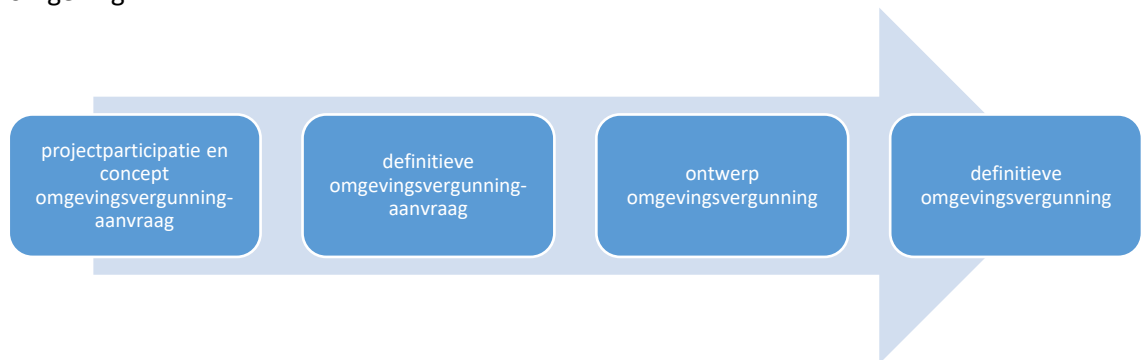 projectparticipatie en
concept
omgevingsvergunning-
aanvraag
definitieve
omgevingsvergunning-
aanvraag
ontwerp
omgevingsvergunning
definitieve
omgevingsvergunning